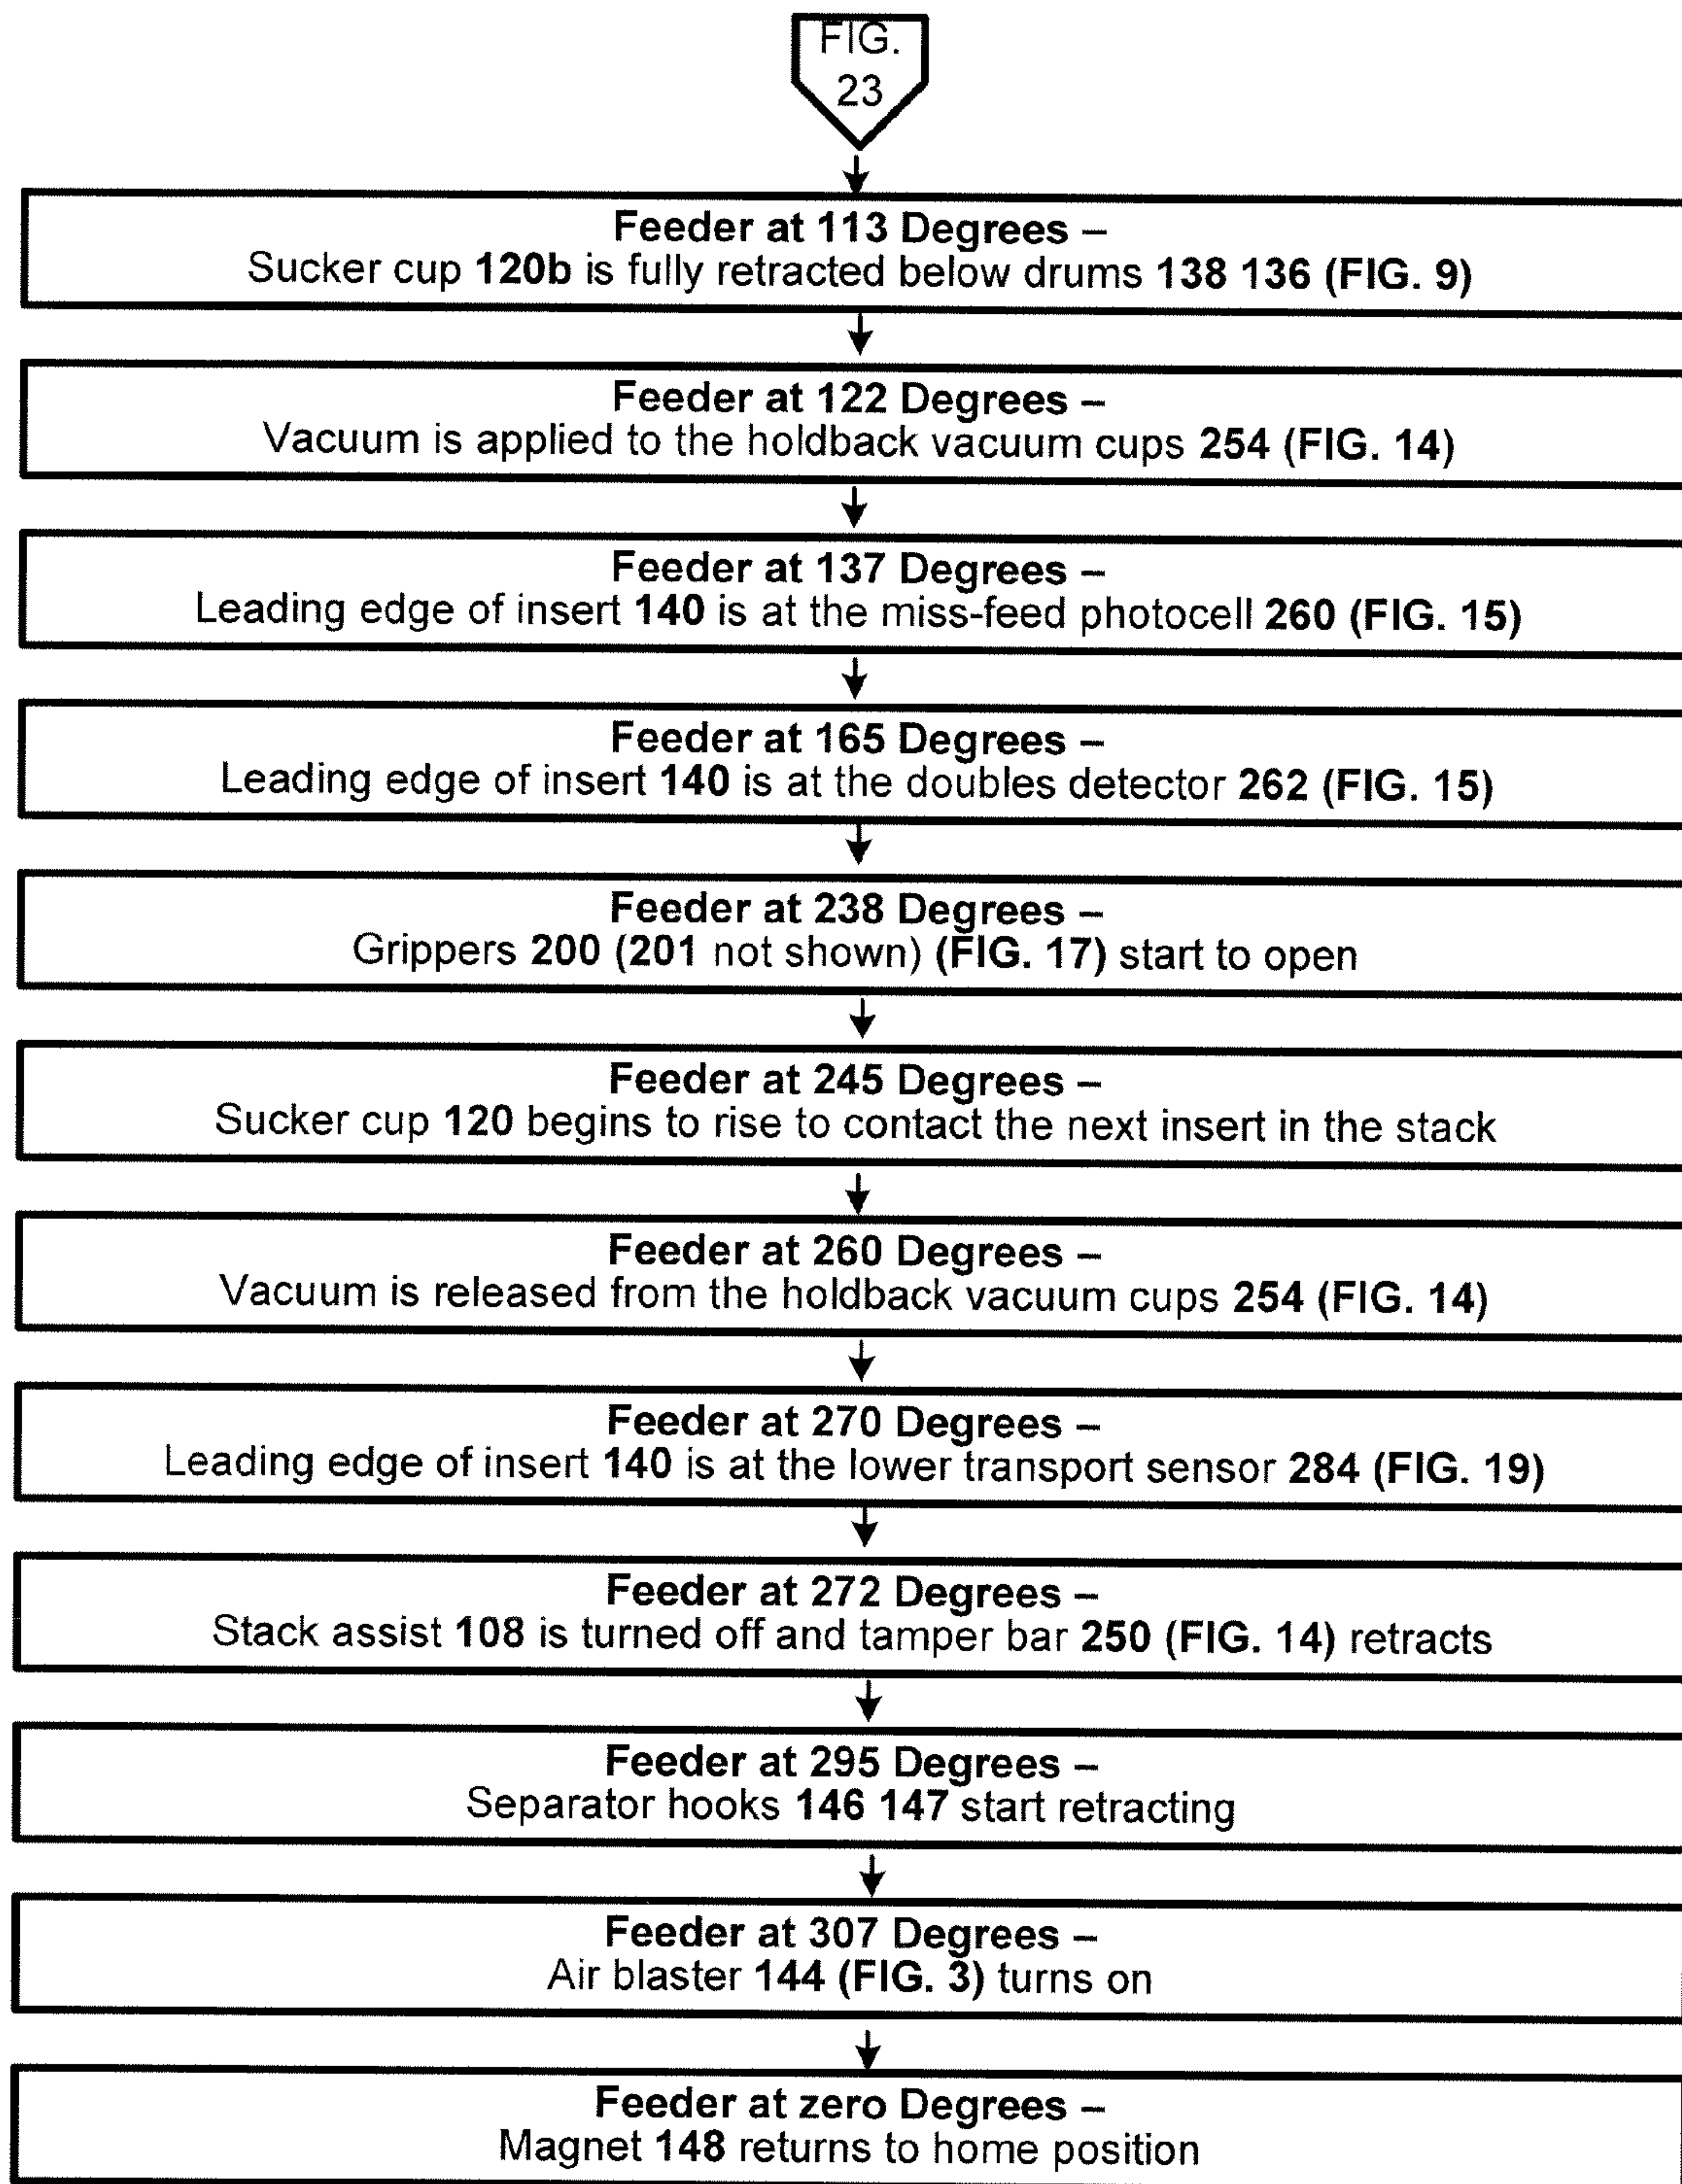 FIG.
23
Feeder at 113 Degrees –
Sucker cup 120b is fully retracted below drums 138 136 (FIG. 9)
Feeder at 122 Degrees –
Vacuum is applied to the holdback vacuum cups 254 (FIG. 14)
Feeder at 137 Degrees –
Leading edge of insert 140 is at the miss-feed photocell 260 (FIG. 15)
Feeder at 165 Degrees –
Leading edge of insert 140 is at the doubles detector 262 (FIG. 15)
Feeder at 238 Degrees –
Grippers 200 (201 not shown) (FIG. 17) start to open
Feeder at 245 Degrees –
Sucker cup 120 begins to rise to contact the next insert in the stack
Feeder at 260 Degrees –
Vacuum is released from the holdback vacuum cups 254 (FIG. 14)
Feeder at 270 Degrees –
Leading edge of insert 140 is at the lower transport sensor 284 (FIG. 19)
Feeder at 272 Degrees –
Stack assist 108 is turned off and tamper bar 250 (FIG. 14) retracts
Feeder at 295 Degrees –
Separator hooks 146 147 start retracting
Feeder at 307 Degrees –
Air blaster 144 (FIG. 3) turns on
Feeder at zero Degrees –
Magnet 148 returns to home position